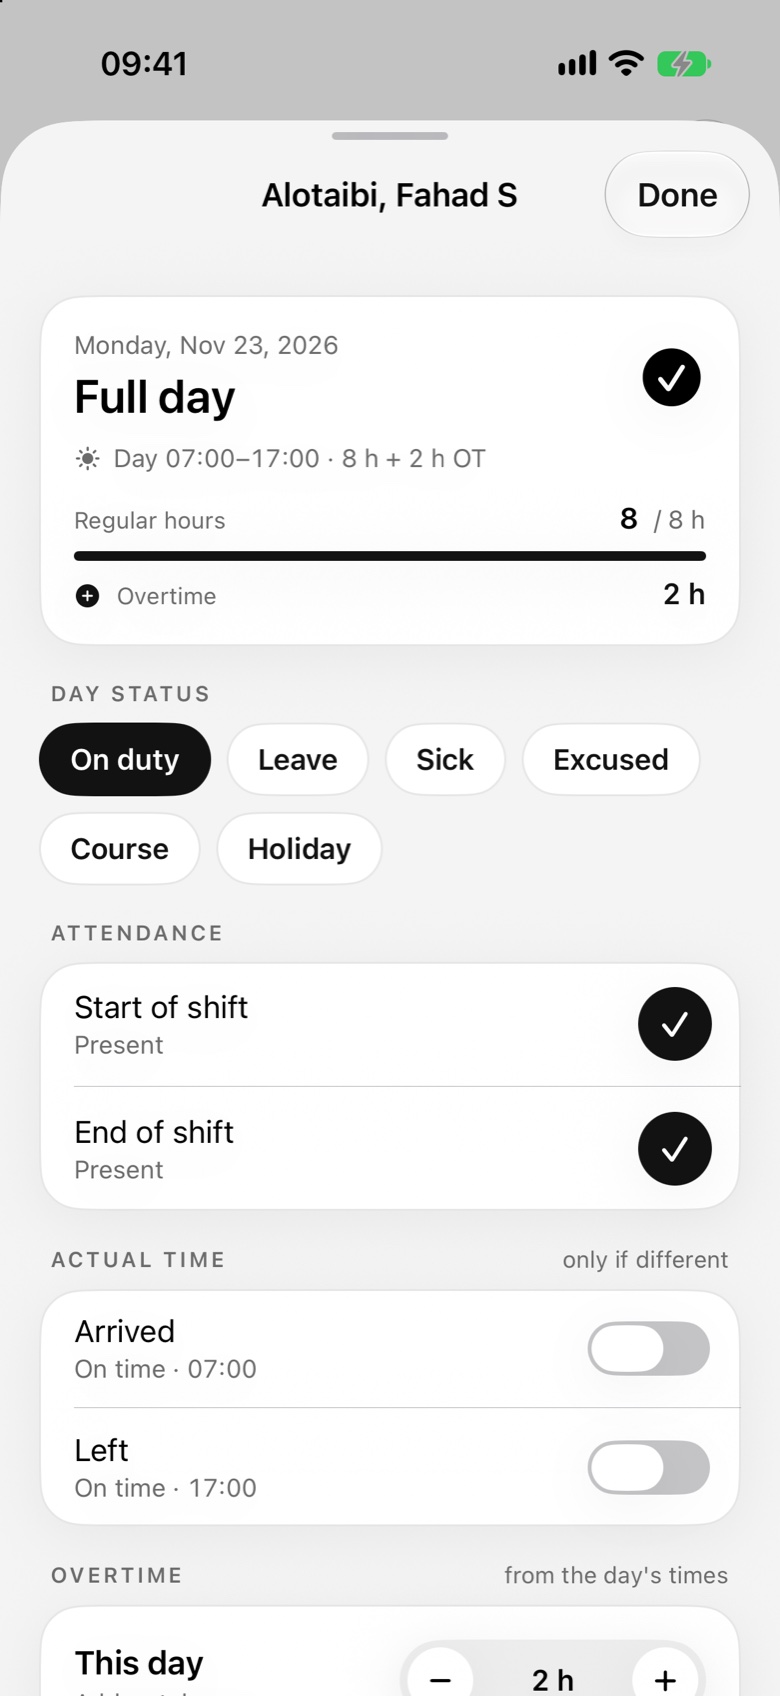 09:41
Alotaibi, Fahad S
Done
Monday, Nov 23, 2026
Full day
Day 07:00–17:00 · 8 h + 2 h OT
Regular hours 8 / 8 h
Overtime 2 h
DAY STATUS
On duty Leave Sick Excused
Course Holiday
ATTENDANCE
Start of shift
Present
End of shift
Present
ACTUAL TIME only if different
Arrived
On time · 07:00
Left
On time · 17:00
OVERTIME from the day's times
This day − 2 h +